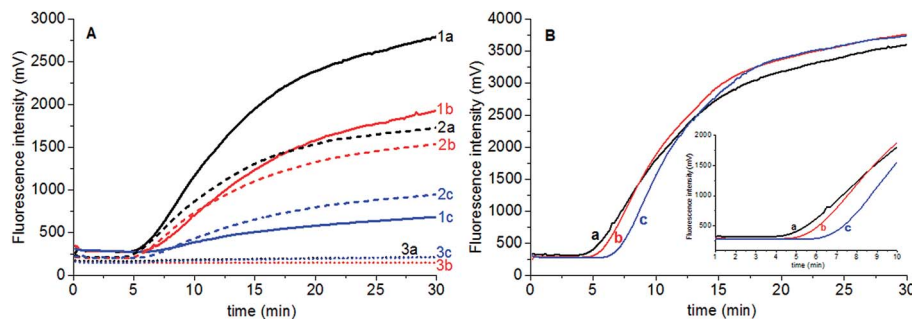 A
Fluorescence intensity (mV)
3000
2500
2000
1500
1000
500
250
0
0 5 10 15 20 25 30
time (min)
1a
1b
2a
2b
2c
1c
3a
3c
3b
B
Fluorescence intensity (mV)
4000
3500
3000
2500
2000
1500
1000
500
250
0
0 5 10 15 20 25 30
time (min)
a
b
c
Fluorescence intensity (mV)
2000
1500
1000
500
0
1 2 3 4 5 6 7 8 9 10
time (min)
a
b
c